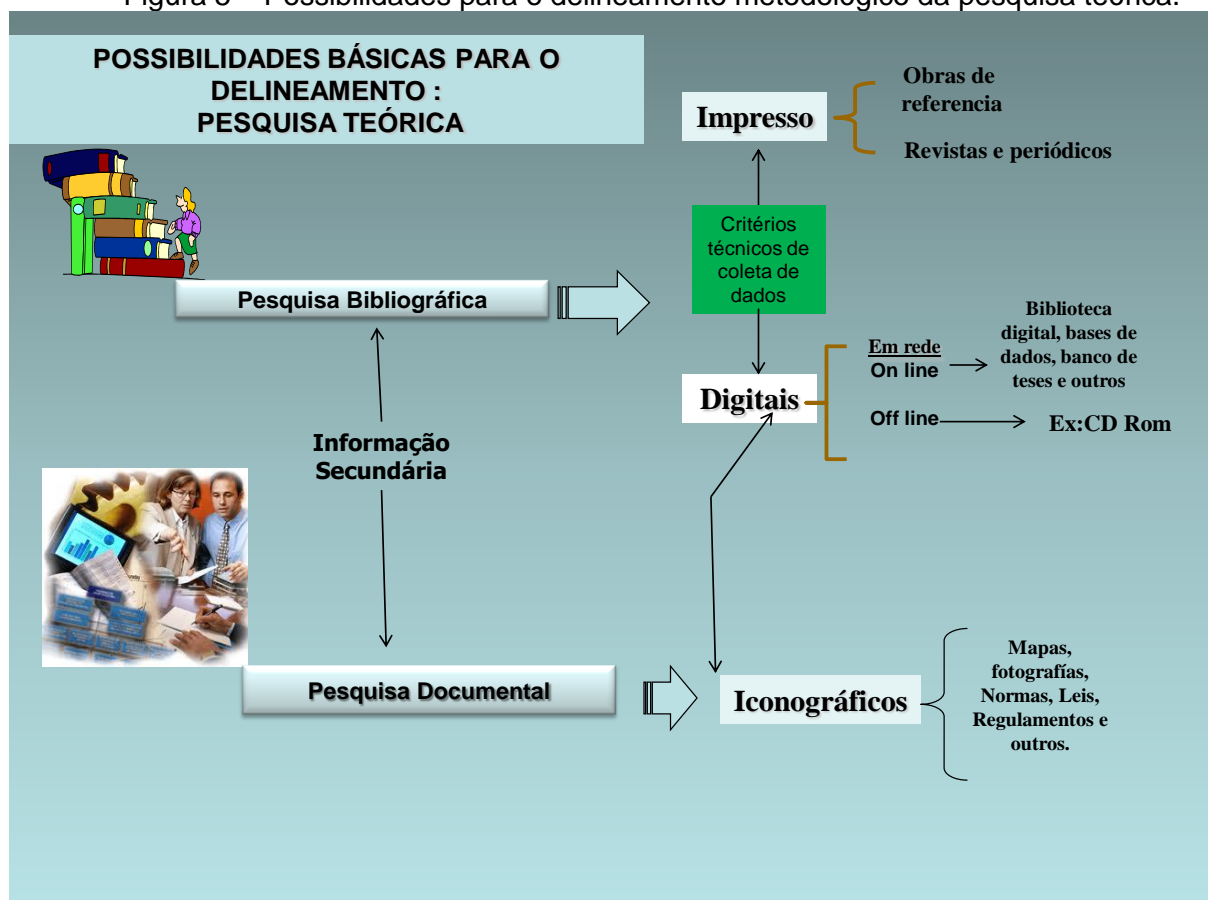 Figura 3 – Possibilidades para o delineamento metodológico da pesquisa teórica.
POSSIBILIDADES BÁSICAS PARA O
DELINEAMENTO :
PESQUISA TEÓRICA
Impresso
Obras de
referencia
Revistas e periódicos
Critérios
técnicos de
coleta de
dados
Pesquisa Bibliográfica
Digitais
Em rede
On line
Biblioteca
digital, bases de
dados, banco de
teses e outros
Off line
Ex:CD Rom
Informação
Secundária
Pesquisa Documental
Iconográficos
Mapas,
fotografías,
Normas, Leis,
Regulamentos e
outros.